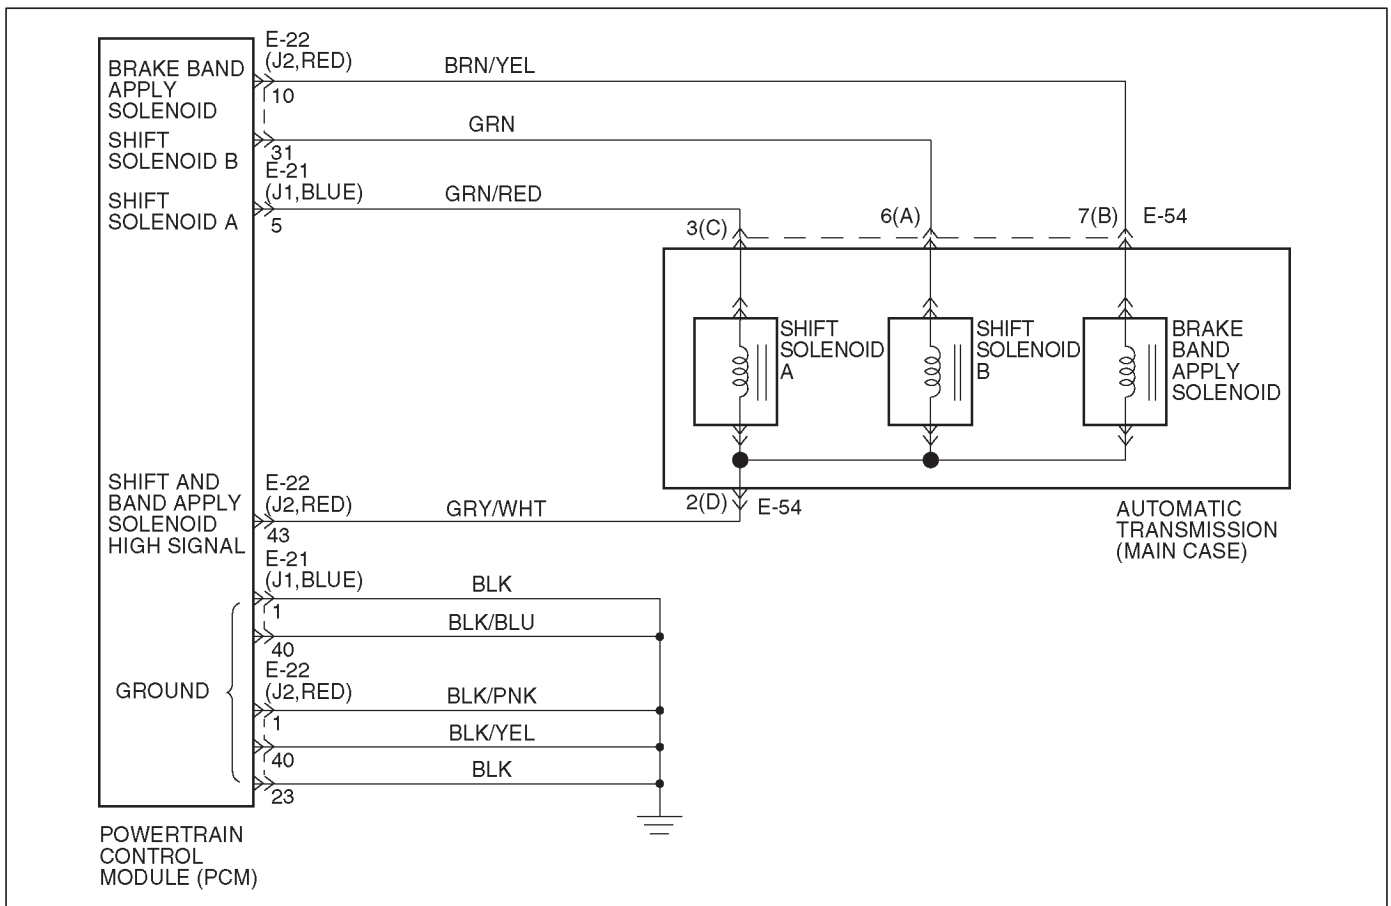 E-22
(J2,RED)
BRAKE BAND
APPLY
SOLENOID
10
BRN/YEL
SHIFT
SOLENOID B
31
GRN
E-21
(J1,BLUE)
SHIFT
SOLENOID A
5
GRN/RED
3(C)
6(A)
7(B)
E-54
SHIFT
SOLENOID
A
SHIFT
SOLENOID
B
BRAKE
BAND
APPLY
SOLENOID
SHIFT AND
BAND APPLY
SOLENOID
HIGH SIGNAL
E-22
(J2,RED)
43
GRY/WHT
2(D)
E-54
AUTOMATIC
TRANSMISSION
(MAIN CASE)
E-21
(J1,BLUE)
1
BLK
40
BLK/BLU
GROUND
E-22
(J2,RED)
1
BLK/PNK
40
BLK/YEL
23
BLK
POWERTRAIN
CONTROL
MODULE (PCM)